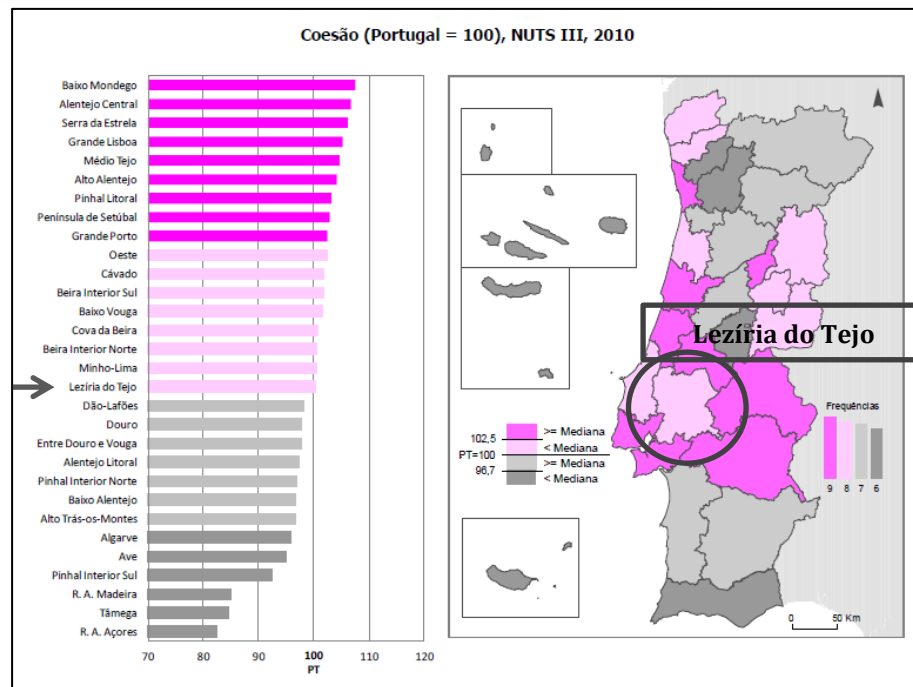 Coesão (Portugal = 100), NUTS III, 2010
Baixo Mondego
Alentejo Central
Serra da Estrela
Grande Lisboa
Médio Tejo
Alto Alentejo
Pinhal Litoral
Península de Setúbal
Grande Porto
Oeste
Cávado
Beira Interior Sul
Baixo Vouga
Cova da Beira
Beira Interior Norte
Minho-Lima
Lezíria do Tejo
Dão-Lafões
Douro
Entre Douro e Vouga
Alentejo Litoral
Pinhal Interior Norte
Baixo Alentejo
Alto Trás-os-Montes
Algarve
Ave
Pinhal Interior Sul
R. A. Madeira
Tâmega
R. A. Açores
70 80 90 100 110 120
PT
Lezíria do Tejo
>= Mediana
102,5
< Mediana
PT=100
>= Mediana
96,7
< Mediana
Frequências
9 8 7 6
0 50 Km